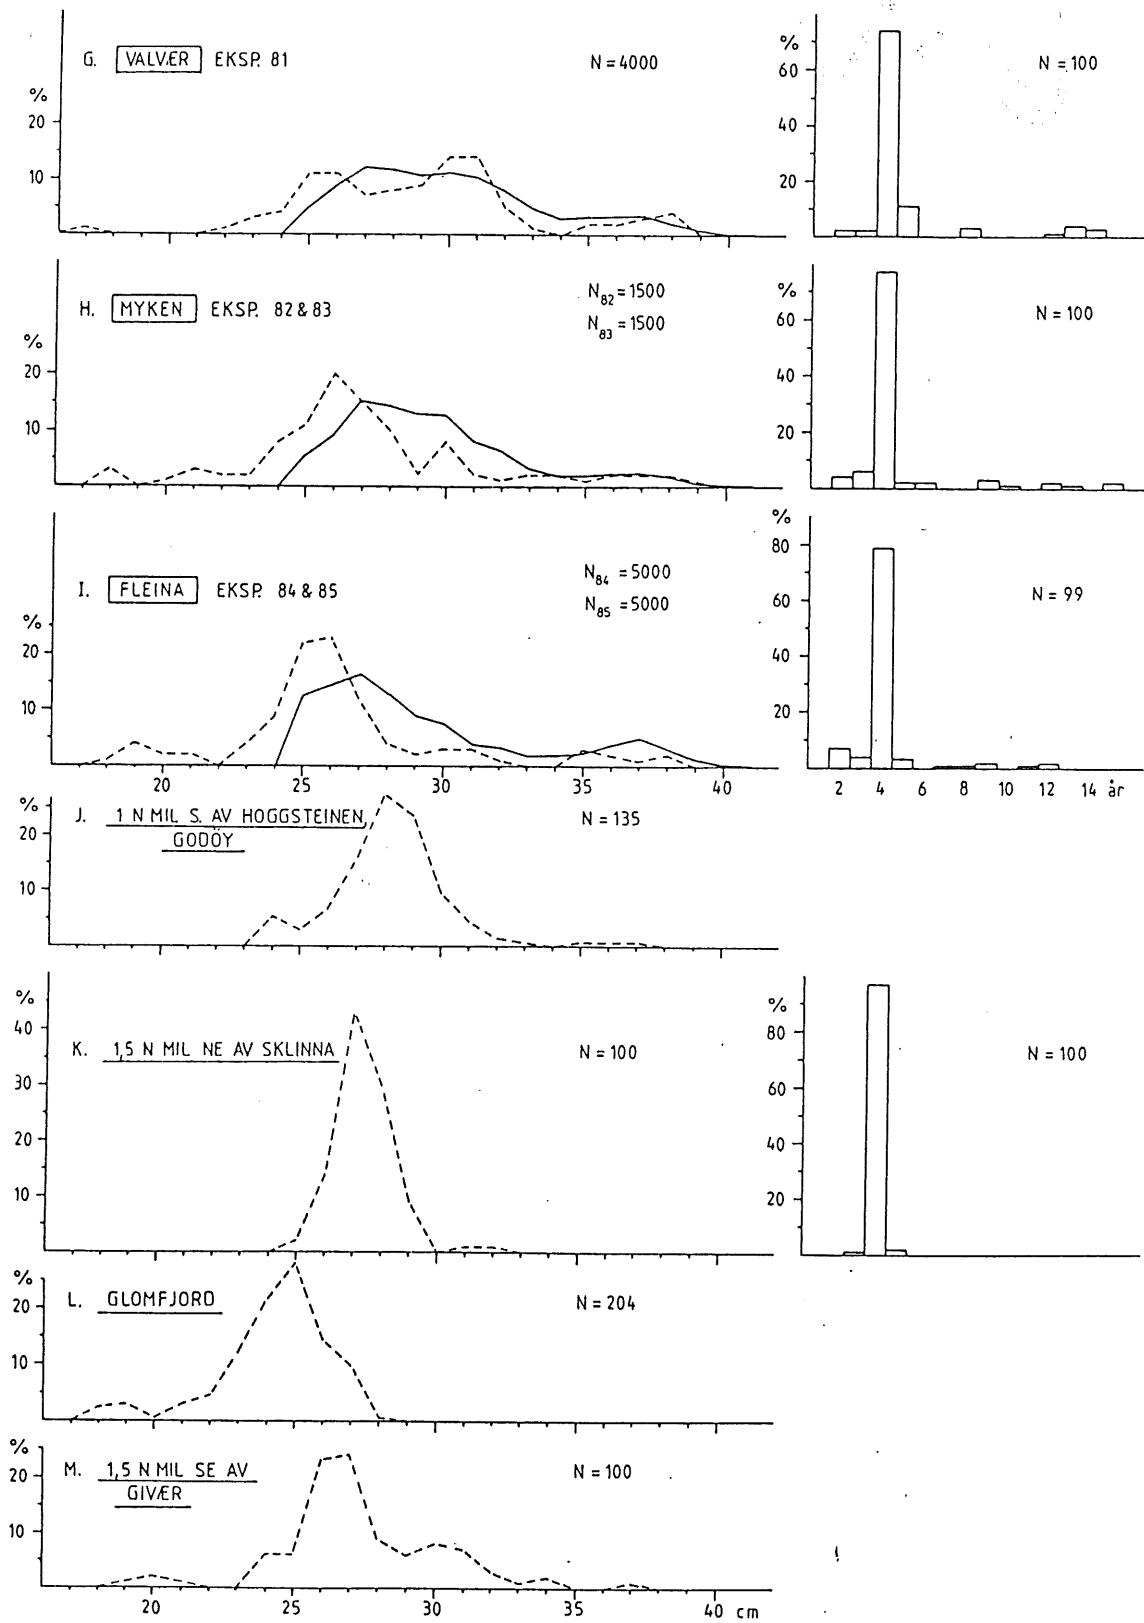 G. VALVÆR EKSP. 81 N = 4000
%
20
10
%
60
40
20
N = 100
H. MYKEN EKSP. 82 & 83
N82 = 1500
N83 = 1500
%
20
10
%
60
40
20
N = 100
I. FLEINA EKSP. 84 & 85
N84 = 5000
N85 = 5000
%
20
10
20 25 30 35 40
%
80
60
40
20
N = 99
2 4 6 8 10 12 14 år
J. 1 N MIL S. AV HOGGSTEINEN,
GODÖY
N = 135
%
20
10
K. 1,5 N MIL NE AV SKLINNA
N = 100
%
40
30
20
10
%
80
60
40
20
N = 100
L. GLOMFJORD
N = 204
%
20
10
M. 1,5 N MIL SE AV
GIVÆR
N = 100
%
20
10
20 25 30 35 40 cm